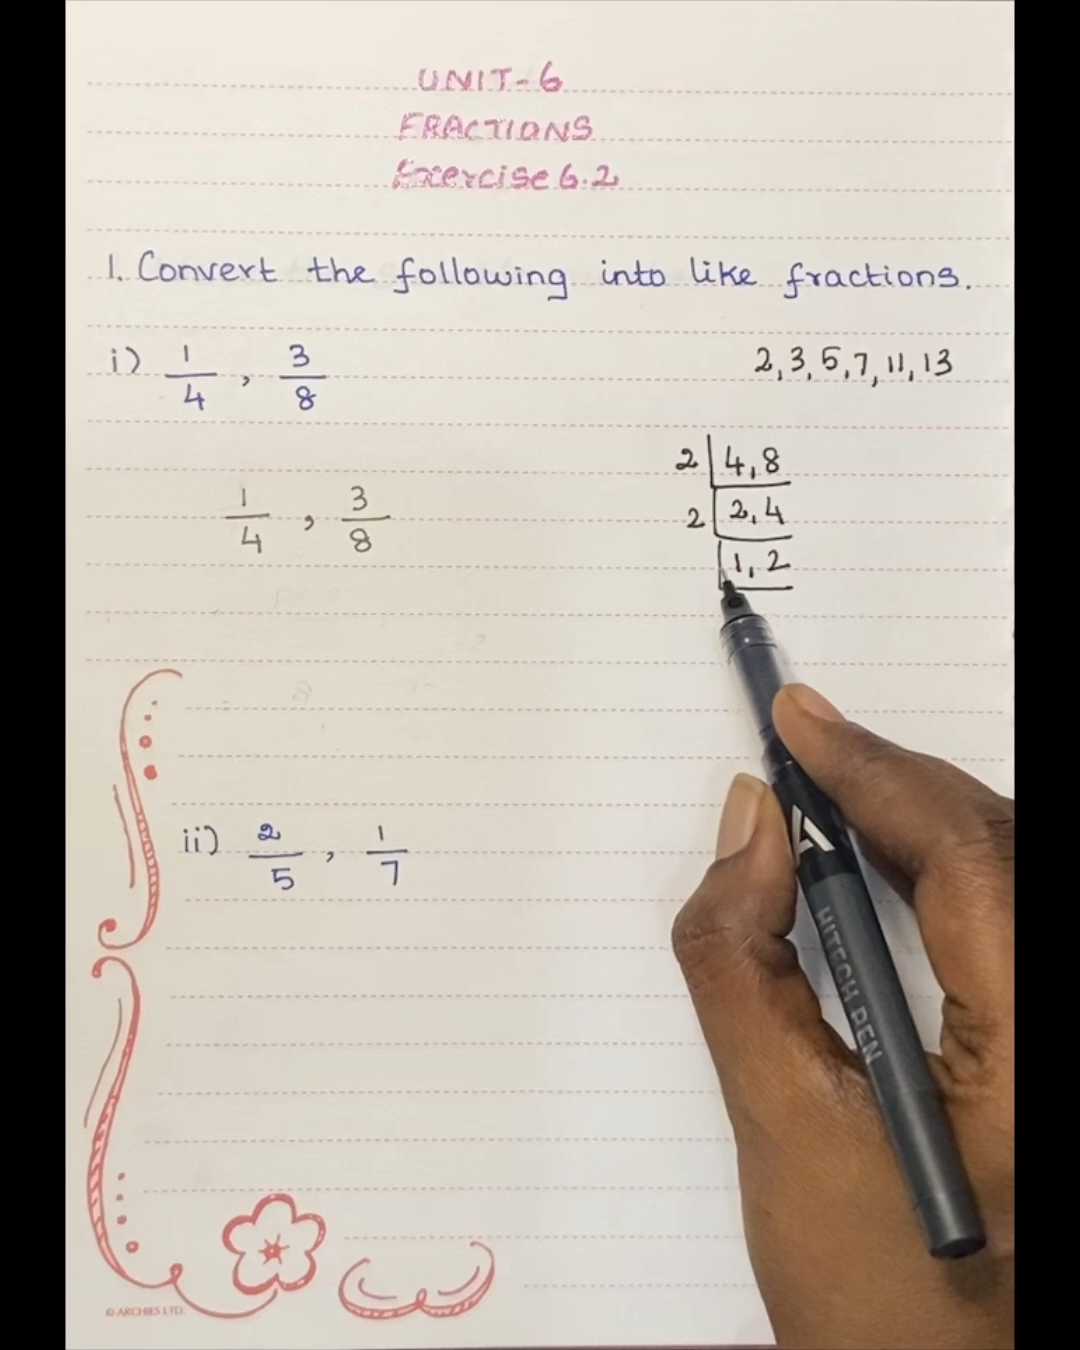 UNIT-6
FRACTIONS
Exercise 6.2
1. Convert the following into like fractions.
i) 1/4 , 3/8
2, 3, 5, 7, 11, 13
1/4 , 3/8
2 | 4, 8
2 | 2, 4
| 1, 2
ii) 2/5 , 1/7
HITECH PEN
© ARCHIES LTD.